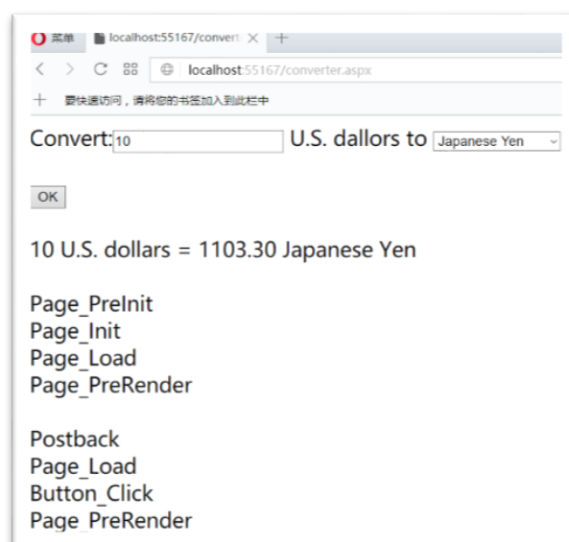 菜单 localhost:55167/convert
localhost:55167/converter.aspx
要快速访问，请将您的书签加入到此栏中
Convert: 10 U.S. dallors to Japanese Yen
OK
10 U.S. dollars = 1103.30 Japanese Yen
Page_PreInit
Page_Init
Page_Load
Page_PreRender
Postback
Page_Load
Button_Click
Page_PreRender